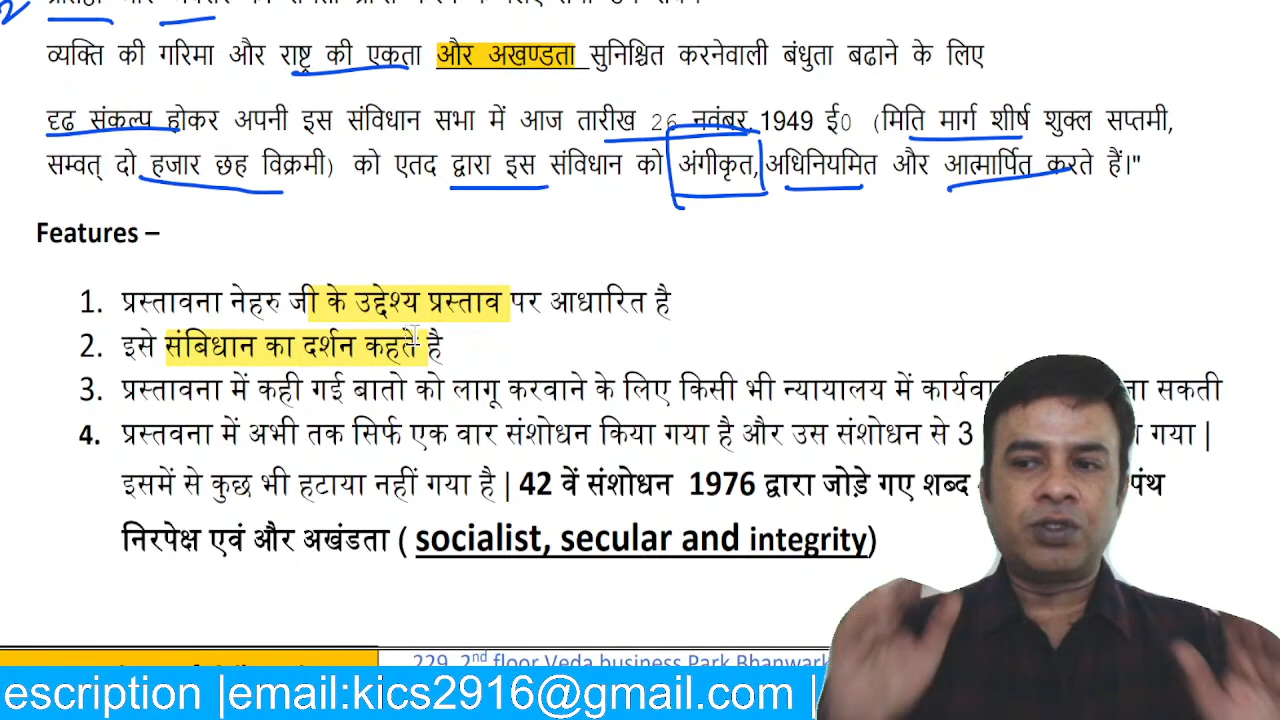 व्यक्ति की गरिमा और राष्ट्र की एकता और अखण्डता सुनिश्चित करनेवाली बंधुता बढाने के लिए
दृढ संकल्प होकर अपनी इस संविधान सभा में आज तारीख 26 नवंबर, 1949 ई0 (मिति मार्ग शीर्ष शुक्ल सप्तमी,
सम्वत् दो हजार छह विक्रमी) को एतद द्वारा इस संविधान को अंगीकृत, अधिनियमित और आत्मार्पित करते हैं।"
Features –
1. प्रस्तावना नेहरु जी के उद्देश्य प्रस्ताव पर आधारित है
2. इसे संबिधान का दर्शन कहते है
3. प्रस्तावना में कही गई बातो को लागू करवाने के लिए किसी भी न्यायालय में सकती
4. प्रस्तवना में अभी तक सिर्फ एक वार संशोधन किया गया है और उस संशोधन से 3 गया |
इसमें से कुछ भी हटाया नहीं गया है | 42 वें संशोधन 1976 द्वारा जोड़े गए शब्द पंथ
निरपेक्ष एवं और अखंडता ( socialist, secular and integrity)
229, 2nd floor Veda business Park Bhanwark
escription |email:kics2916@gmail.com |